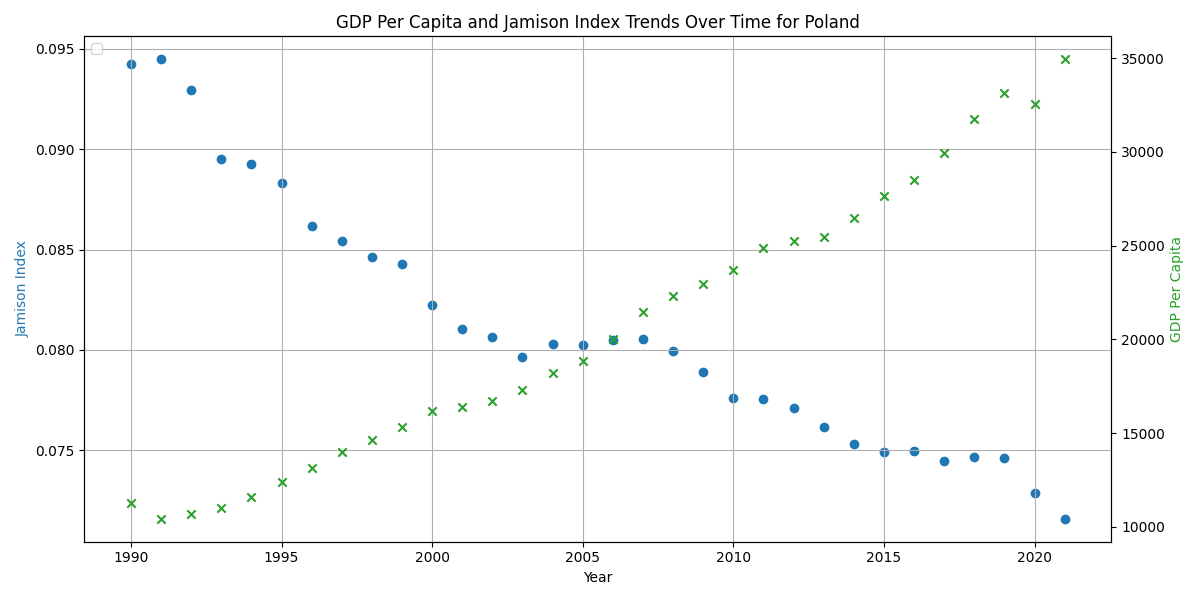 GDP Per Capita and Jamison Index Trends Over Time for Poland
0.095
0.090
0.085
0.080
0.075
Jamison Index
35000
30000
25000
20000
15000
10000
GDP Per Capita
1990 1995 2000 2005 2010 2015 2020
Year